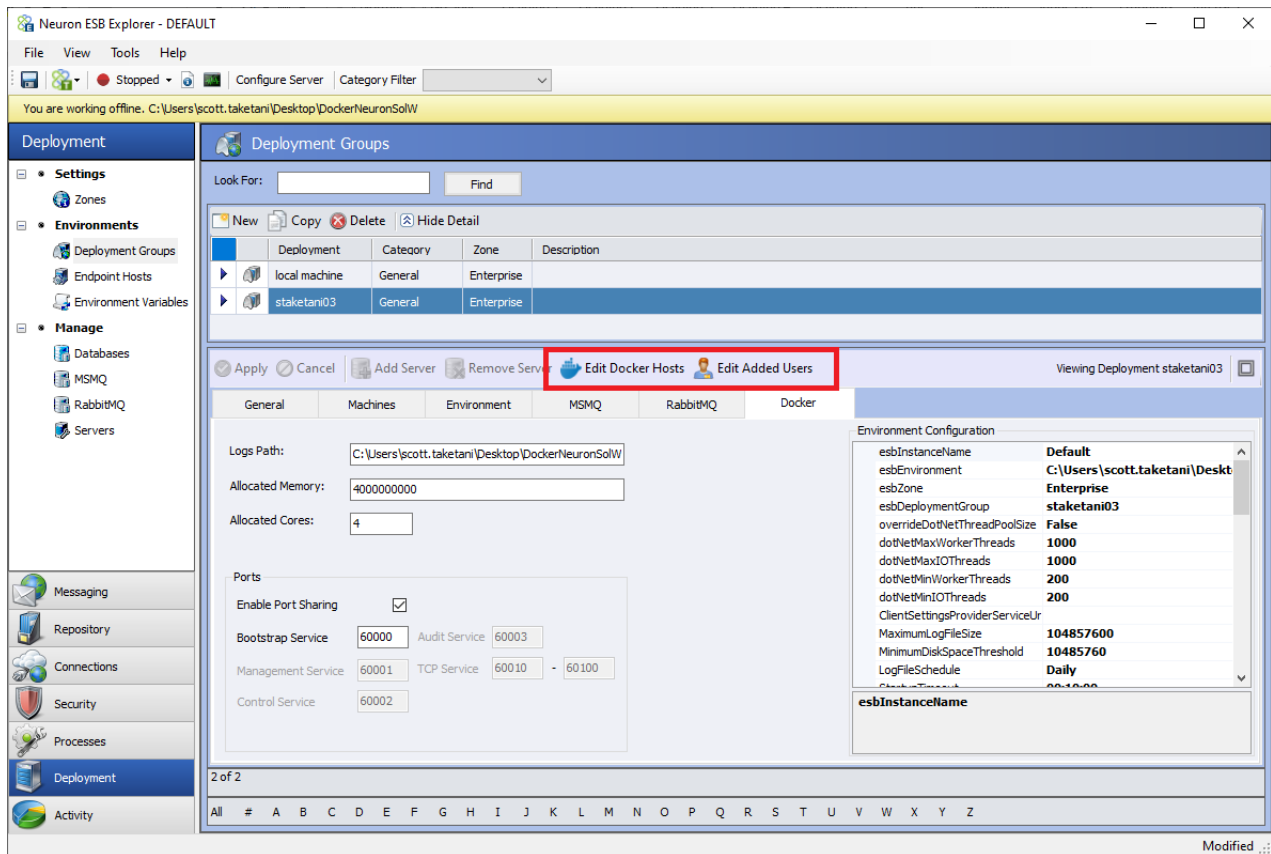 Neuron ESB Explorer - DEFAULT
File View Tools Help
Stopped Configure Server Category Filter
You are working offline. C:\Users\scott.taketani\Desktop\DockerNeuronSolW
Deployment
Settings
Zones
Environments
Deployment Groups
Endpoint Hosts
Environment Variables
Manage
Databases
MSMQ
RabbitMQ
Servers
Messaging
Repository
Connections
Security
Processes
Deployment
Activity
Deployment Groups
Look For: Find
New Copy Delete Hide Detail
Deployment Category Zone Description
local machine General Enterprise
staketani03 General Enterprise
Apply Cancel Add Server Remove Serv Edit Docker Hosts Edit Added Users Viewing Deployment staketani03
General Machines Environment MSMQ RabbitMQ Docker
Logs Path: C:\Users\scott.taketani\Desktop\DockerNeuronSolW
Allocated Memory: 4000000000
Allocated Cores: 4
Ports
Enable Port Sharing
Bootstrap Service 60000 Audit Service 60003
Management Service 60001 TCP Service 60010 - 60100
Control Service 60002
Environment Configuration
esbInstanceName Default
esbEnvironment C:\Users\scott.taketani\Deskt
esbZone Enterprise
esbDeploymentGroup staketani03
overrideDotNetThreadPoolSize False
dotNetMaxWorkerThreads 1000
dotNetMaxIOThreads 1000
dotNetMinWorkerThreads 200
dotNetMinIOThreads 200
ClientSettingsProviderServiceUr
MaximumLogFileSize 104857600
MinimumDiskSpaceThreshold 10485760
LogFileSchedule Daily
StartupTimeout 00:10:00
esbInstanceName
2 of 2
All # A B C D E F G H I J K L M N O P Q R S T U V W X Y Z
Modified